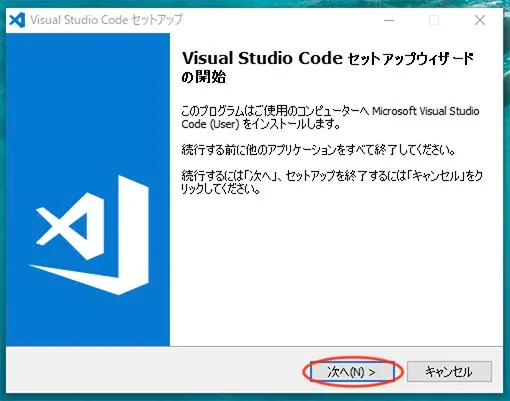 Visual Studio Code セットアップ
Visual Studio Code セットアップウィザード
の開始
このプログラムはご使用のコンピューターへ Microsoft Visual Studio
Code (User) をインストールします。
続行する前に他のアプリケーションをすべて終了してください。
続行するには「次へ」、セットアップを終了するには「キャンセル」をク
リックしてください。
次へ(N) >
キャンセル